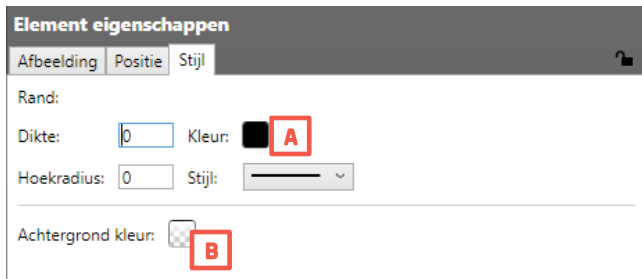 Element eigenschappen
Afbeelding Positie Stijl
Rand:
Dikte: 0 Kleur: A
Hoekradius: 0 Stijl:
Achtergrond kleur: B